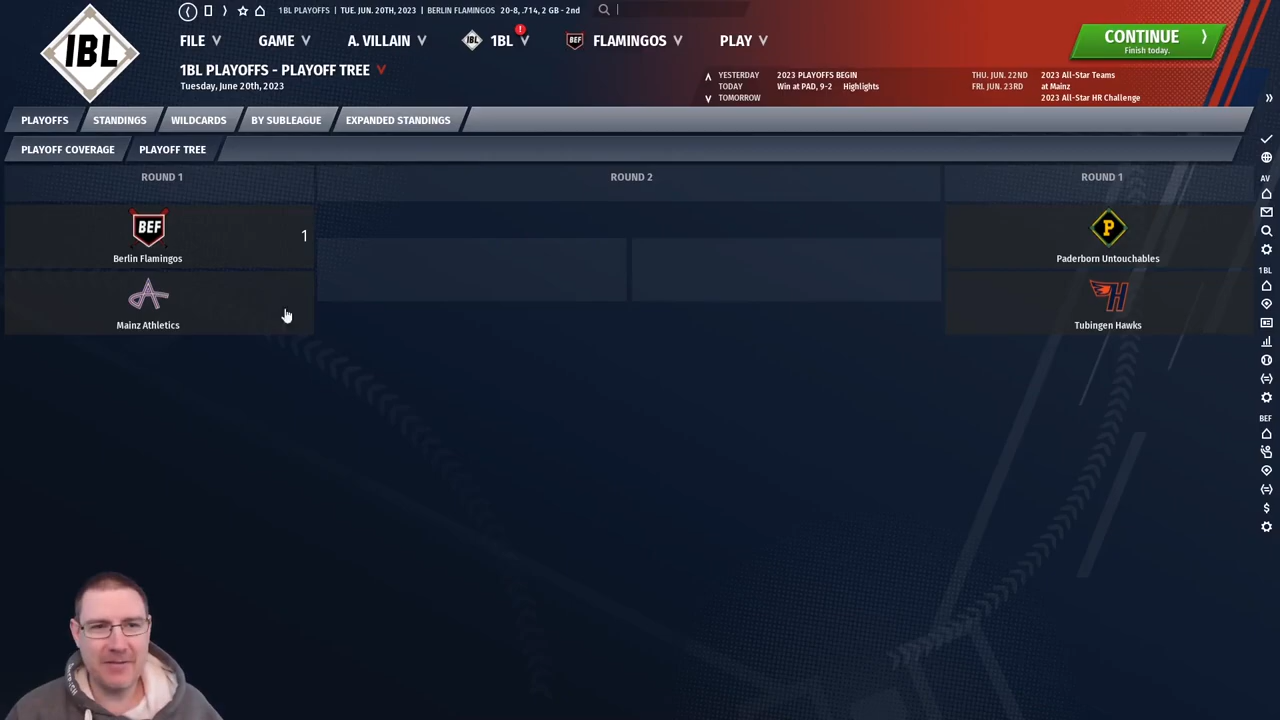 1BL PLAYOFFS | TUE. JUN. 20TH, 2023 | BERLIN FLAMINGOS 20-8, .714, 2 GB - 2nd
IBL
FILE GAME A. VILLAIN IBL 1BL ! BEF FLAMINGOS PLAY
CONTINUE
Finish today.
1BL PLAYOFFS - PLAYOFF TREE
Tuesday, June 20th, 2023
YESTERDAY 2023 PLAYOFFS BEGIN THU. JUN. 22ND 2023 All-Star Teams
TODAY Win at PAD, 9-2 Highlights FRI. JUN. 23RD at Mainz
TOMORROW 2023 All-Star HR Challenge
PLAYOFFS STANDINGS WILDCARDS BY SUBLEAGUE EXPANDED STANDINGS
PLAYOFF COVERAGE PLAYOFF TREE
ROUND 1 ROUND 2 ROUND 1
BEF 1 P
Berlin Flamingos Paderborn Untouchables
A H
Mainz Athletics Tubingen Hawks
AV
1BL
BEF
$